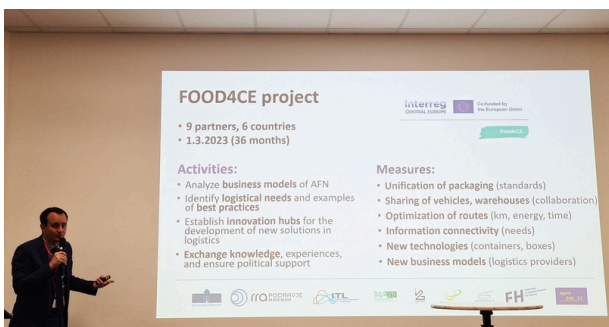 FOOD4CE project
Interreg
CENTRAL EUROPE
Co-funded by
the European Union
Food4CE
• 9 partners, 6 countries
• 1.3.2023 (36 months)
Activities:
• Analyze business models of AFN
• Identify logistical needs and examples
of best practices
• Establish innovation hubs for the
development of new solutions in
logistics
• Exchange knowledge, experiences,
and ensure political support
Measures:
• Unification of packaging (standards)
• Sharing of vehicles, warehouses (collaboration)
• Optimization of routes (km, energy, time)
• Information connectivity (needs)
• New technologies (containers, boxes)
• New business models (logistics providers)
rra PODRAVJE
MARIBOR
ITL
FH